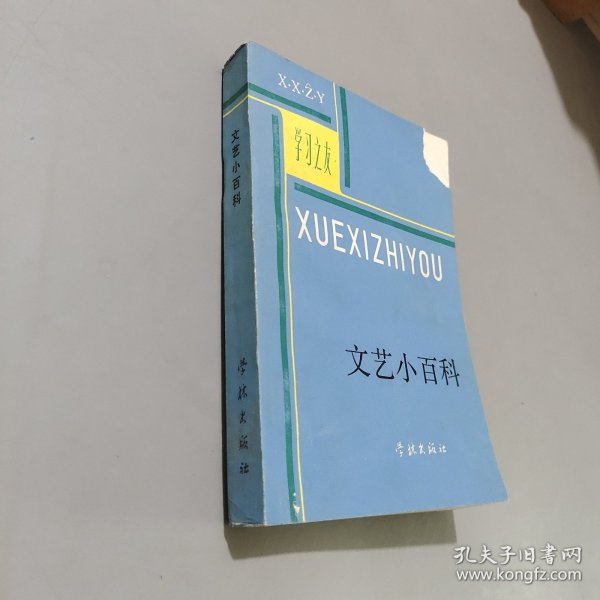 文艺小百科
学林出版社
X·X·Ẑ·Y
学习之友
XUEXIZHIYOU
文艺小百科
学林出版社
孔夫子旧书网
www.kongfz.com